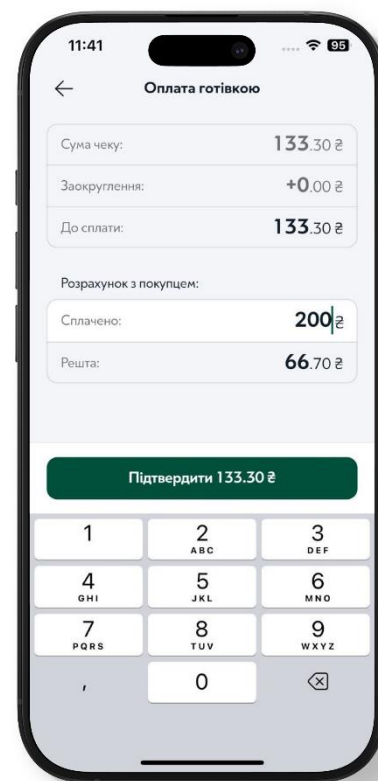 11:41 95
Оплата готівкою
Сума чеку: 133.30 ₴
Заокруглення: +0.00 ₴
До сплати: 133.30 ₴
Розрахунок з покупцем:
Сплачено: 200 ₴
Решта: 66.70 ₴
Підтвердити 133.30 ₴
1 2 3
ABC DEF
4 5 6
GHI JKL MNO
7 8 9
PQRS TUV WXYZ
, 0